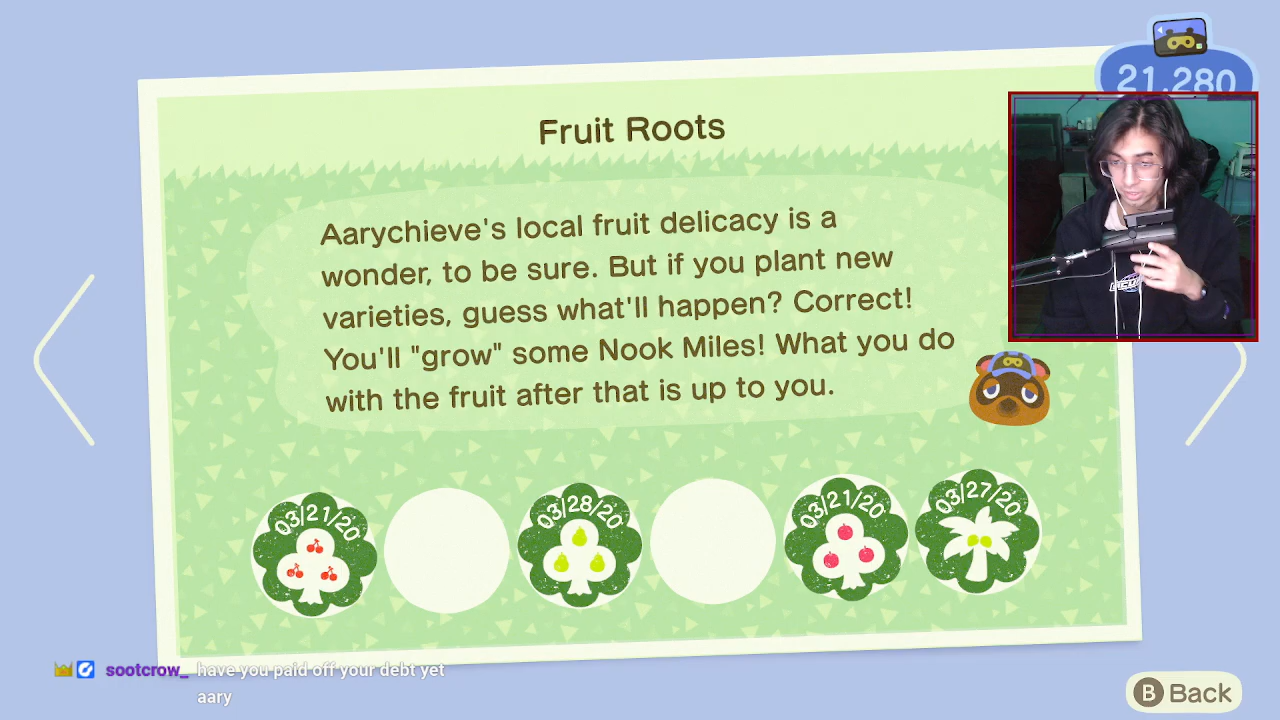 21,280
Fruit Roots
Aarychieve's local fruit delicacy is a
wonder, to be sure. But if you plant new
varieties, guess what'll happen? Correct!
You'll "grow" some Nook Miles! What you do
with the fruit after that is up to you.
03/21/20
03/28/20
03/21/20
03/27/20
sootcrow_ have you paid off your debt yet
aary
B Back